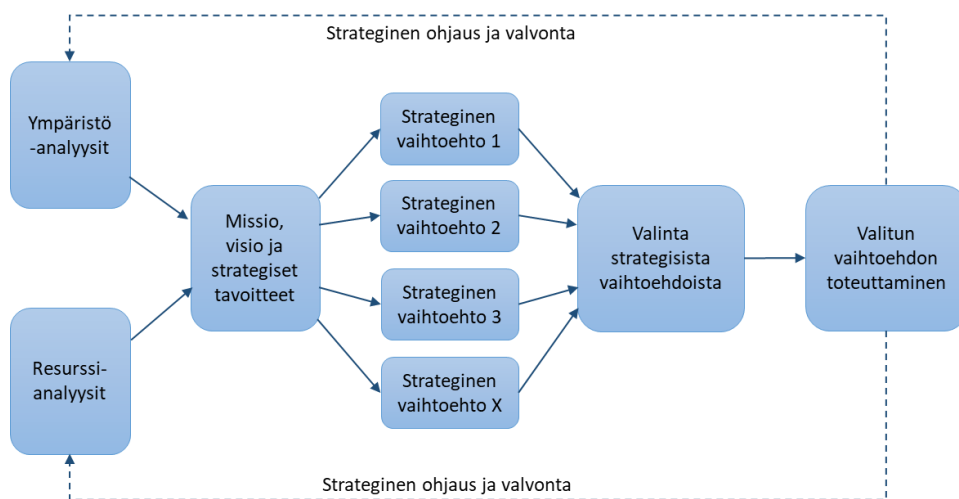 Strateginen ohjaus ja valvonta
Ympäristö
-analyysit
Resurssi-
analyysit
Missio,
visio ja
strategiset
tavoitteet
Strateginen
vaihtoehto 1
Strateginen
vaihtoehto 2
Strateginen
vaihtoehto 3
Strateginen
vaihtoehto X
Valinta
strategisista
vaihtoehdoista
Valitun
vaihtoehdon
toteuttaminen
Strateginen ohjaus ja valvonta